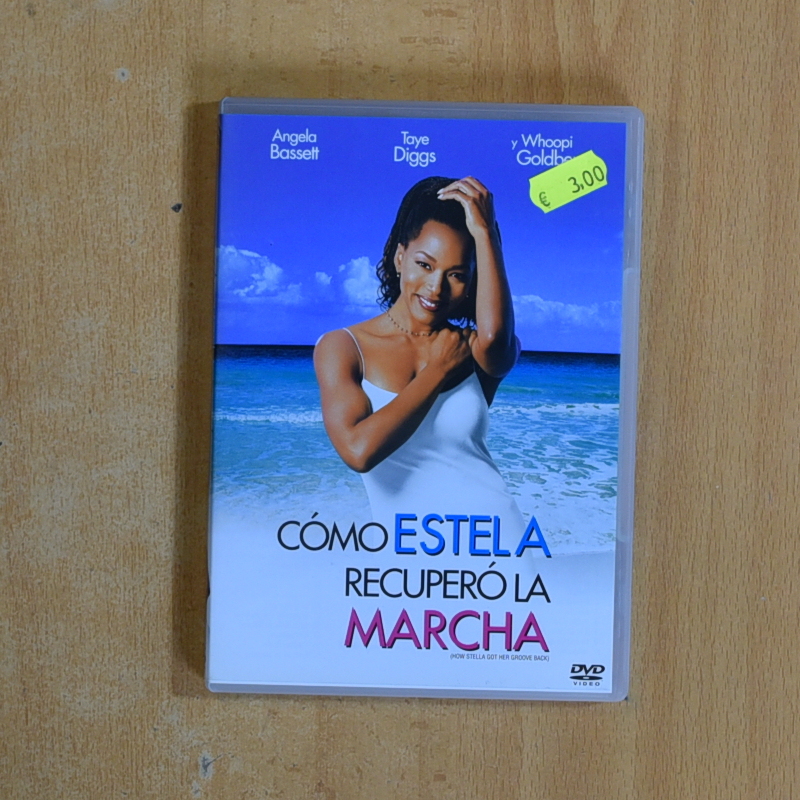 Angela
Bassett
Taye
Diggs
y Whoopi
€ 3,00
CÓMO ESTELA
RECUPERÓ LA
MARCHA
(HOW STELLA GOT HER GROOVE BACK)
DVD
VIDEO